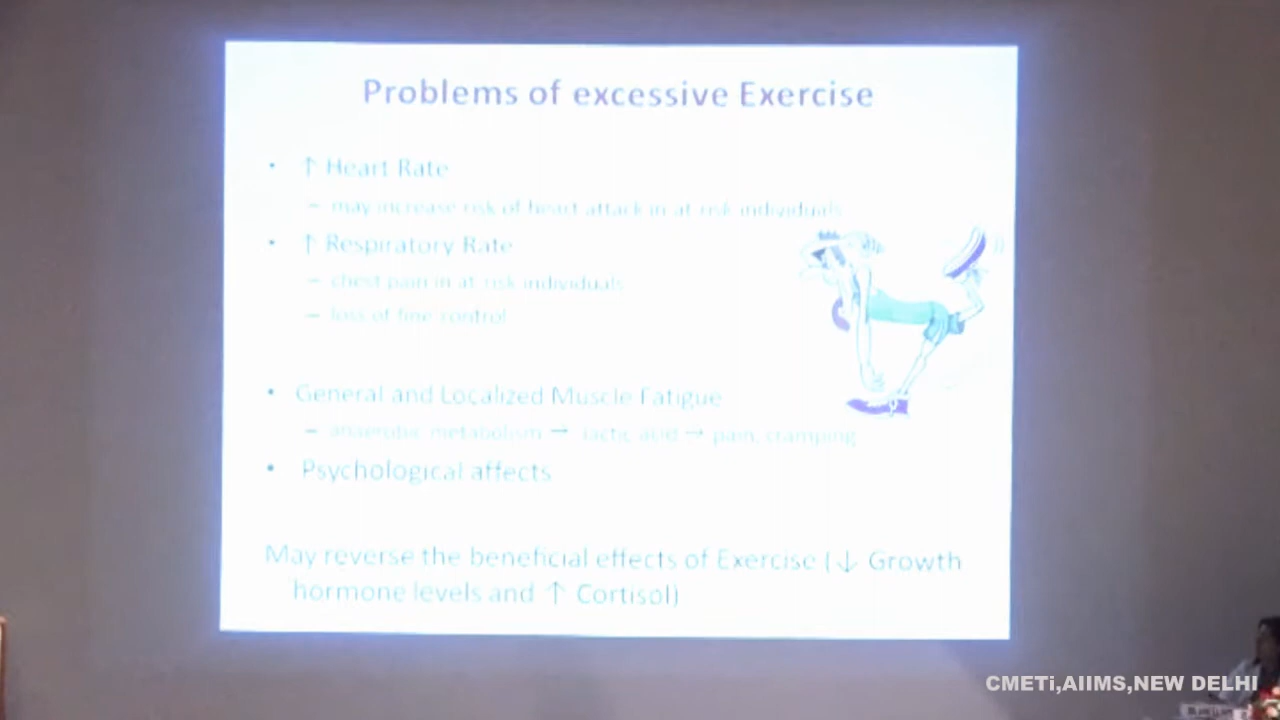 Problems of excessive Exercise
• ↑ Heart Rate
– may increase risk of heart attack in at risk individuals
• ↑ Respiratory Rate
– chest pain in at risk individuals
– loss of fine control
• General and Localized Muscle Fatigue
– anaerobic metabolism → lactic acid → pain, cramping
• Psychological affects
May reverse the beneficial effects of Exercise (↓ Growth
hormone levels and ↑ Cortisol)
CMETi,AIIMS,NEW DELHI